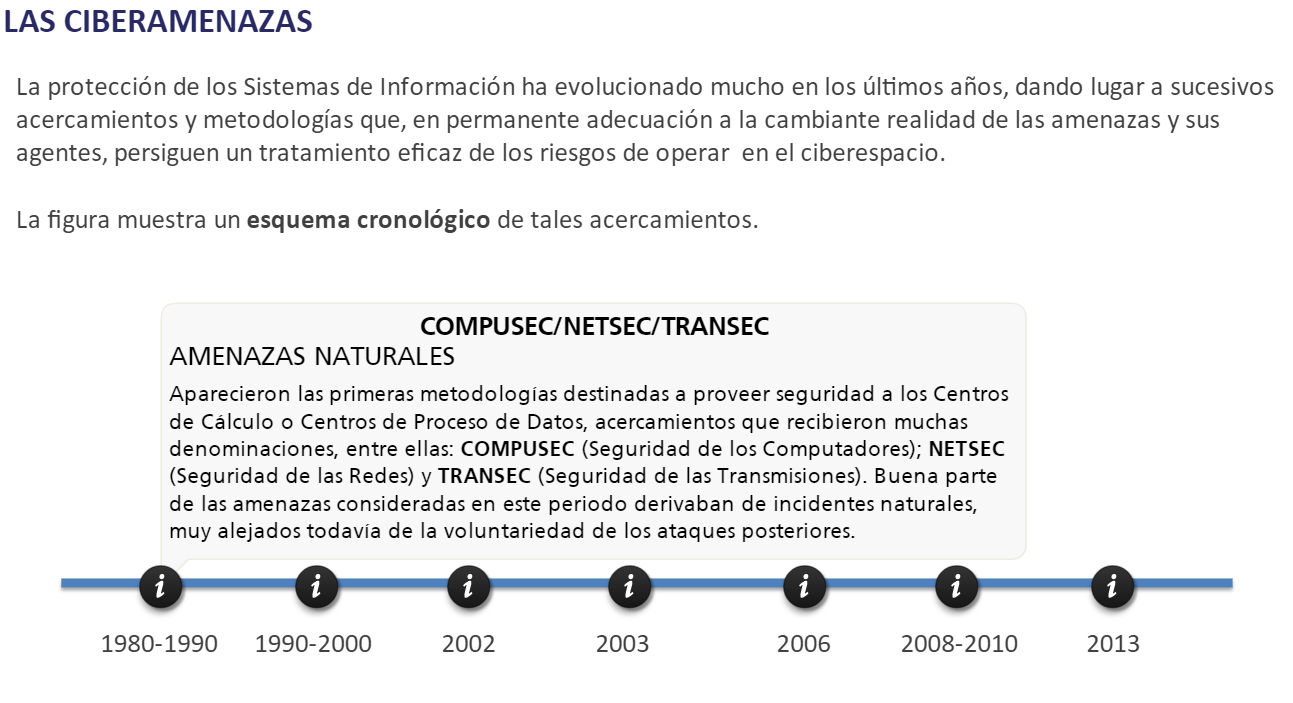 LAS CIBERAMENAZAS
La protección de los Sistemas de Información ha evolucionado mucho en los últimos años, dando lugar a sucesivos
acercamientos y metodologías que, en permanente adecuación a la cambiante realidad de las amenazas y sus
agentes, persiguen un tratamiento eficaz de los riesgos de operar  en el ciberespacio.
La figura muestra un esquema cronológico de tales acercamientos.
COMPUSEC/NETSEC/TRANSEC
AMENAZAS NATURALES
Aparecieron las primeras metodologías destinadas a proveer seguridad a los Centros
de Cálculo o Centros de Proceso de Datos, acercamientos que recibieron muchas
denominaciones, entre ellas: COMPUSEC (Seguridad de los Computadores); NETSEC
(Seguridad de las Redes) y TRANSEC (Seguridad de las Transmisiones). Buena parte
de las amenazas consideradas en este periodo derivaban de incidentes naturales,
muy alejados todavía de la voluntariedad de los ataques posteriores.
i i i i i i i
1980-1990 1990-2000 2002 2003 2006 2008-2010 2013